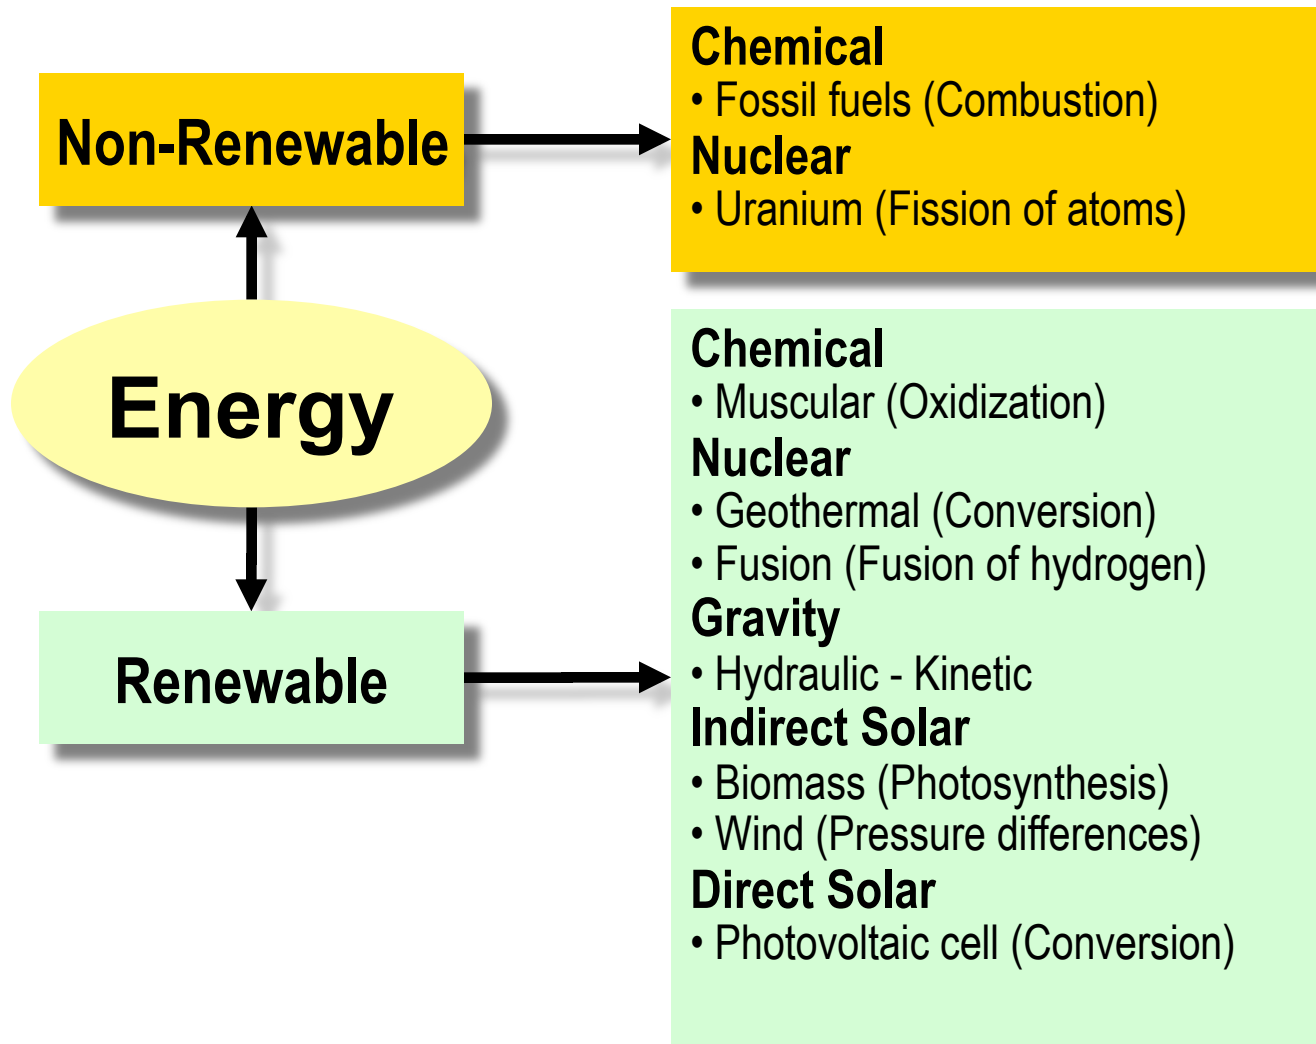 Non-Renewable
Energy
Renewable
Chemical
• Fossil fuels (Combustion)
Nuclear
• Uranium (Fission of atoms)
Chemical
• Muscular (Oxidization)
Nuclear
• Geothermal (Conversion)
• Fusion (Fusion of hydrogen)
Gravity
• Hydraulic - Kinetic
Indirect Solar
• Biomass (Photosynthesis)
• Wind (Pressure differences)
Direct Solar
• Photovoltaic cell (Conversion)